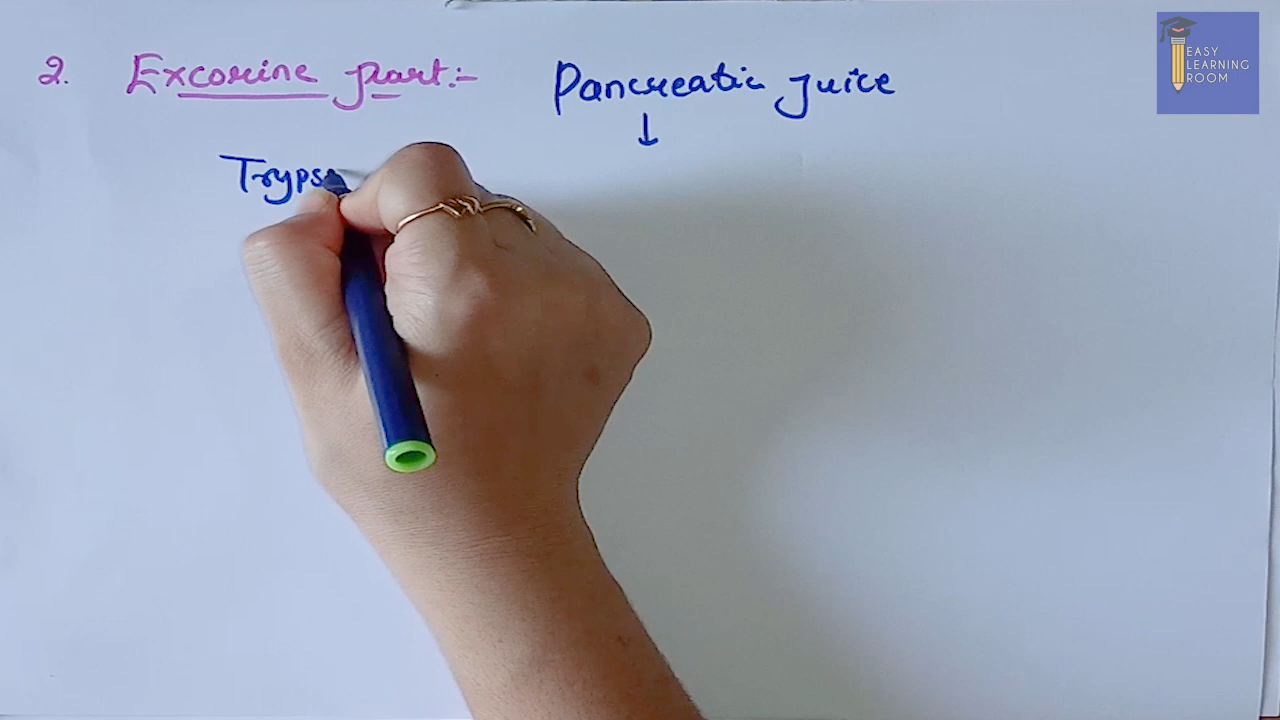 2. Excorine part:- Pancreatic juice
↓
Tryps
EASY
LEARNING
ROOM